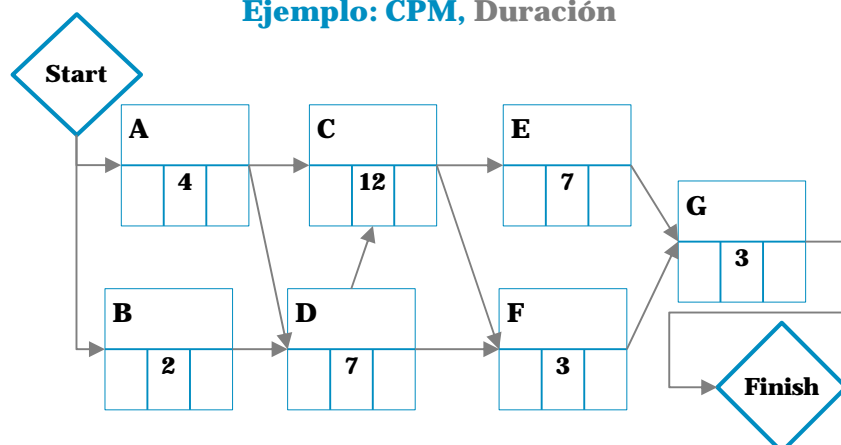 Ejemplo: CPM, Duración
Start
A
4
C
12
E
7
G
3
B
2
D
7
F
3
Finish